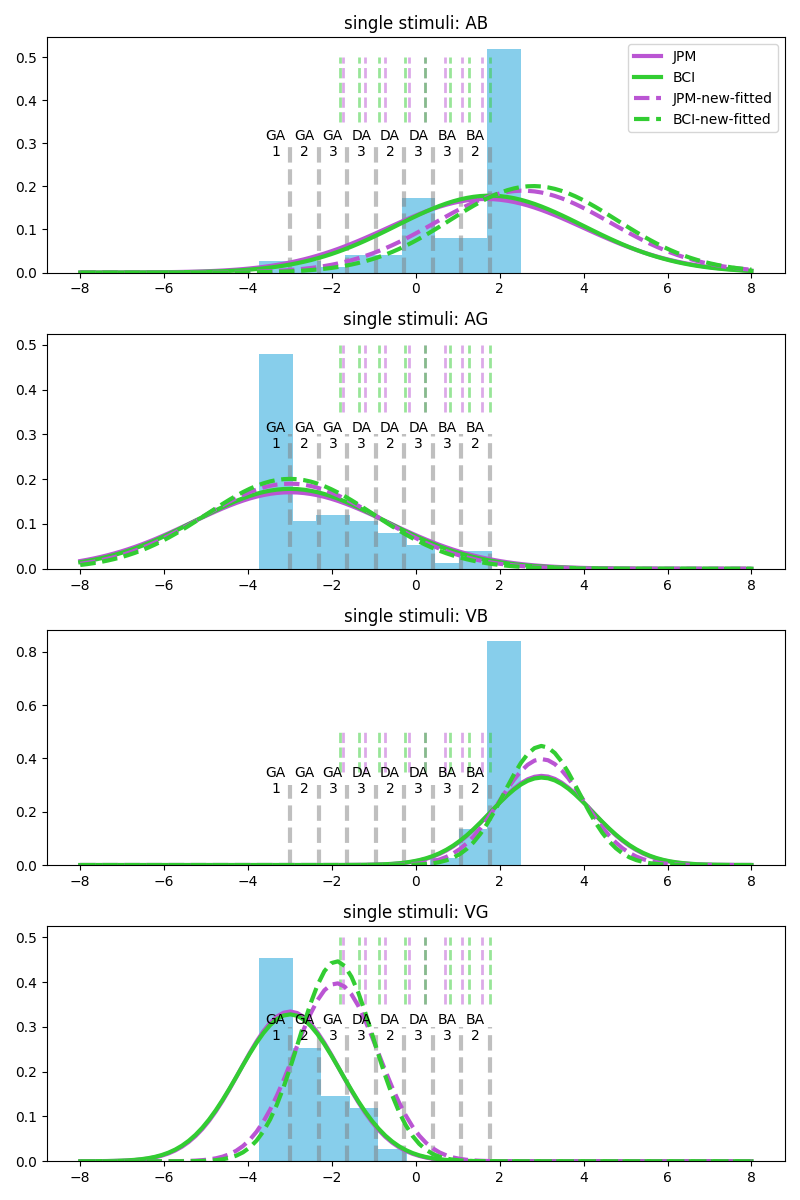 single stimuli: AB
0.5
0.4
0.3
0.2
0.1
0.0
JPM
BCI
JPM-new-fitted
BCI-new-fitted
GA GA GA DA DA DA BA BA
1 2 3 3 2 3 3 2
−8 −6 −4 −2 0 2 4 6 8
single stimuli: AG
0.5
0.4
0.3
0.2
0.1
0.0
GA GA GA DA DA DA BA BA
1 2 3 3 2 3 3 2
−8 −6 −4 −2 0 2 4 6 8
single stimuli: VB
0.8
0.6
0.4
0.2
0.0
GA GA GA DA DA DA BA BA
1 2 3 3 2 3 3 2
−8 −6 −4 −2 0 2 4 6 8
single stimuli: VG
0.5
0.4
0.3
0.2
0.1
0.0
GA GA GA DA DA DA BA BA
1 2 3 3 2 3 3 2
−8 −6 −4 −2 0 2 4 6 8